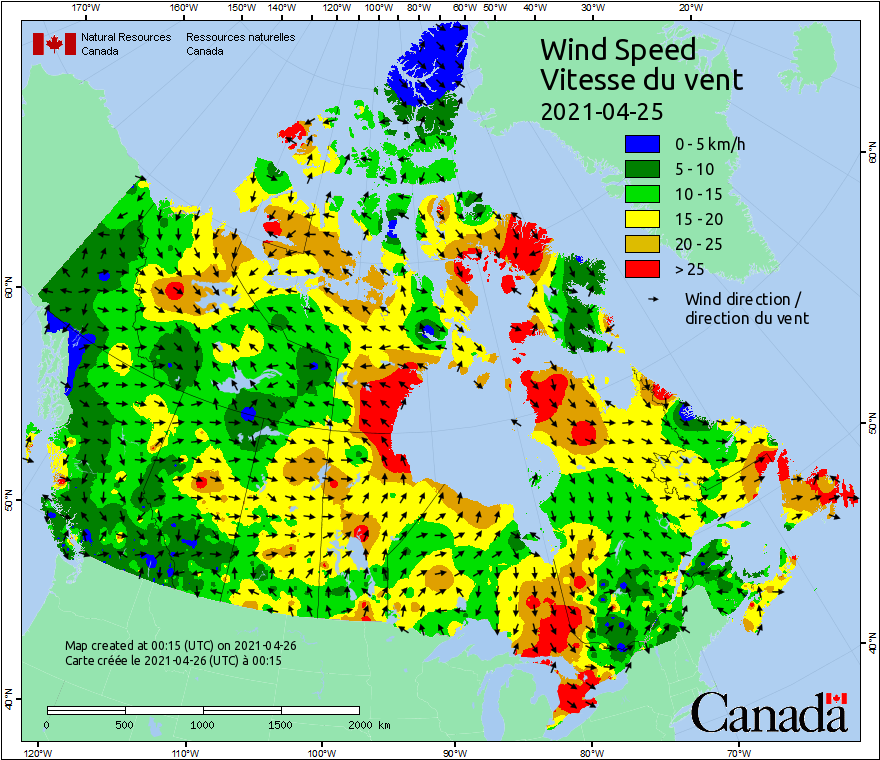 170°W 160°W 150°W 140°W 130°W 120°W 110°W 100°W 90°W 80°W 70°W 60°W 50°W 40°W 30°W 20°W
Natural Resources Canada
Ressources naturelles Canada
Wind Speed
Vitesse du vent
2021-04-25
0 - 5 km/h
5 - 10
10 - 15
15 - 20
20 - 25
> 25
Wind direction /
direction du vent
60°N
60°N
50°N
50°N
40°N
40°N
Map created at 00:15 (UTC) on 2021-04-26
Carte créée le 2021-04-26 (UTC) à 00:15
0 500 1000 1500 2000 km
Canada
120°W 110°W 100°W 90°W 80°W 70°W